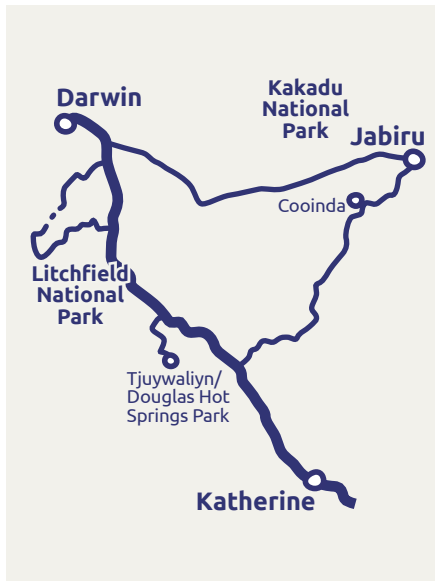 Darwin
Kakadu
National
Park
Jabiru
Cooinda
Litchfield
National
Park
Tjuywaliyn/
Douglas Hot
Springs Park
Katherine